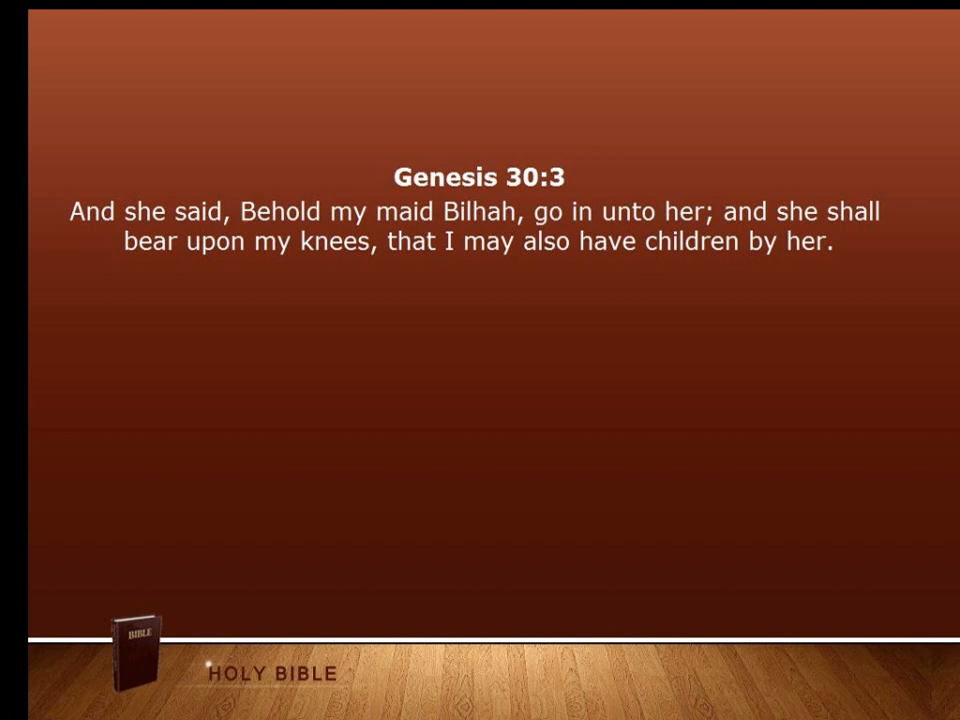 Genesis 30:3
And she said, Behold my maid Bilhah, go in unto her; and she shall
bear upon my knees, that I may also have children by her.
BIBLE
HOLY BIBLE